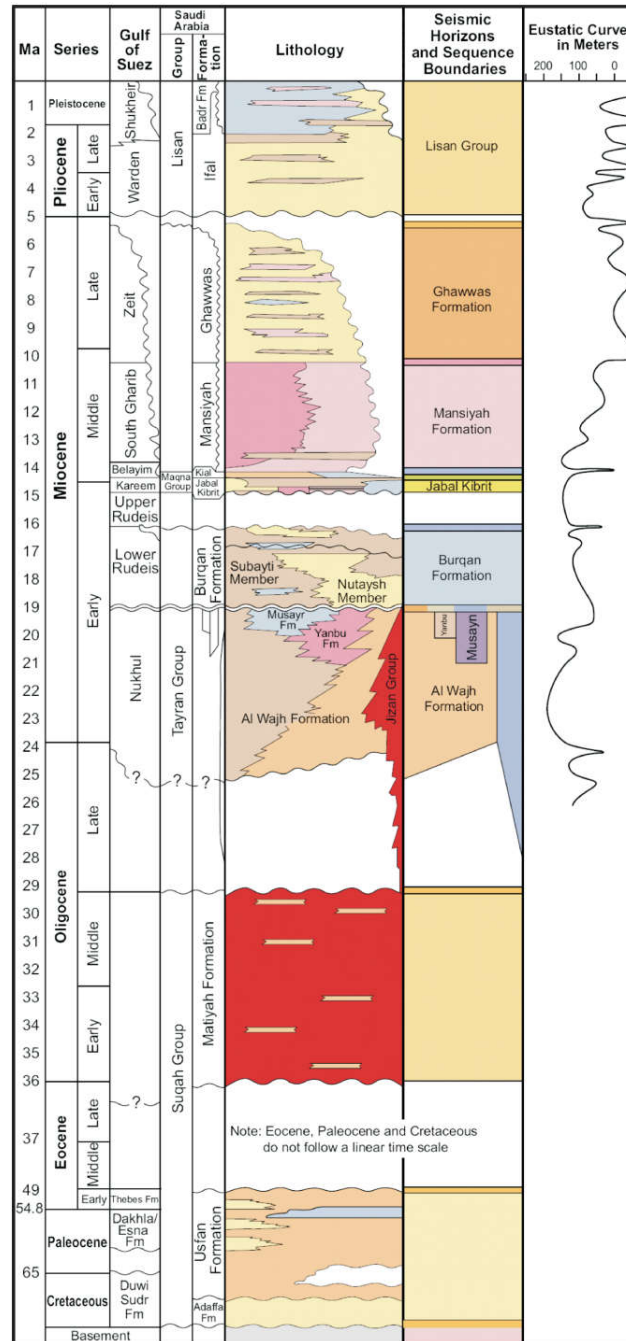 Ma
Series
Gulf
of
Suez
Saudi
Arabia
Group
Forma-
tion
Lithology
Seismic
Horizons
and Sequence
Boundaries
Eustatic Curve
in Meters
200 100 0
1
2
3
4
5
6
7
8
9
10
11
12
13
14
15
16
17
18
19
20
21
22
23
24
25
26
27
28
29
30
31
32
33
34
35
36
37
49
54.8
65
Pleistocene
Pliocene
Late
Early
Miocene
Late
Middle
Early
Oligocene
Late
Middle
Early
Eocene
Late
Middle
Early
Paleocene
Cretaceous
Basement
Shukheir
Warden
Zeit
South Gharib
Belayim
Kareem
Upper
Rudeis
Lower
Rudeis
Nukhul
?
?
Thebes Fm
Dakhla/
Esna
Fm
Duwi
Sudr
Fm
Lisan
Maqna
Group
Tayran Group
?
Suqah Group
Badr Fm
Ifal
Ghawwas
Mansiyah
Kial
Jabal
Kibrit
Burqan
Formation
?
Matiyah Formation
Usfan
Formation
Adaffa
Fm
Subayti
Member
Nutaysh
Member
Musayr
Fm
Yanbu
Fm
Al Wajh Formation
Jizan Group
Note: Eocene, Paleocene and Cretaceous
do not follow a linear time scale
Lisan Group
Ghawwas
Formation
Mansiyah
Formation
Jabal Kibrit
Burqan
Formation
Yanbu
Musayn
Al Wajh
Formation